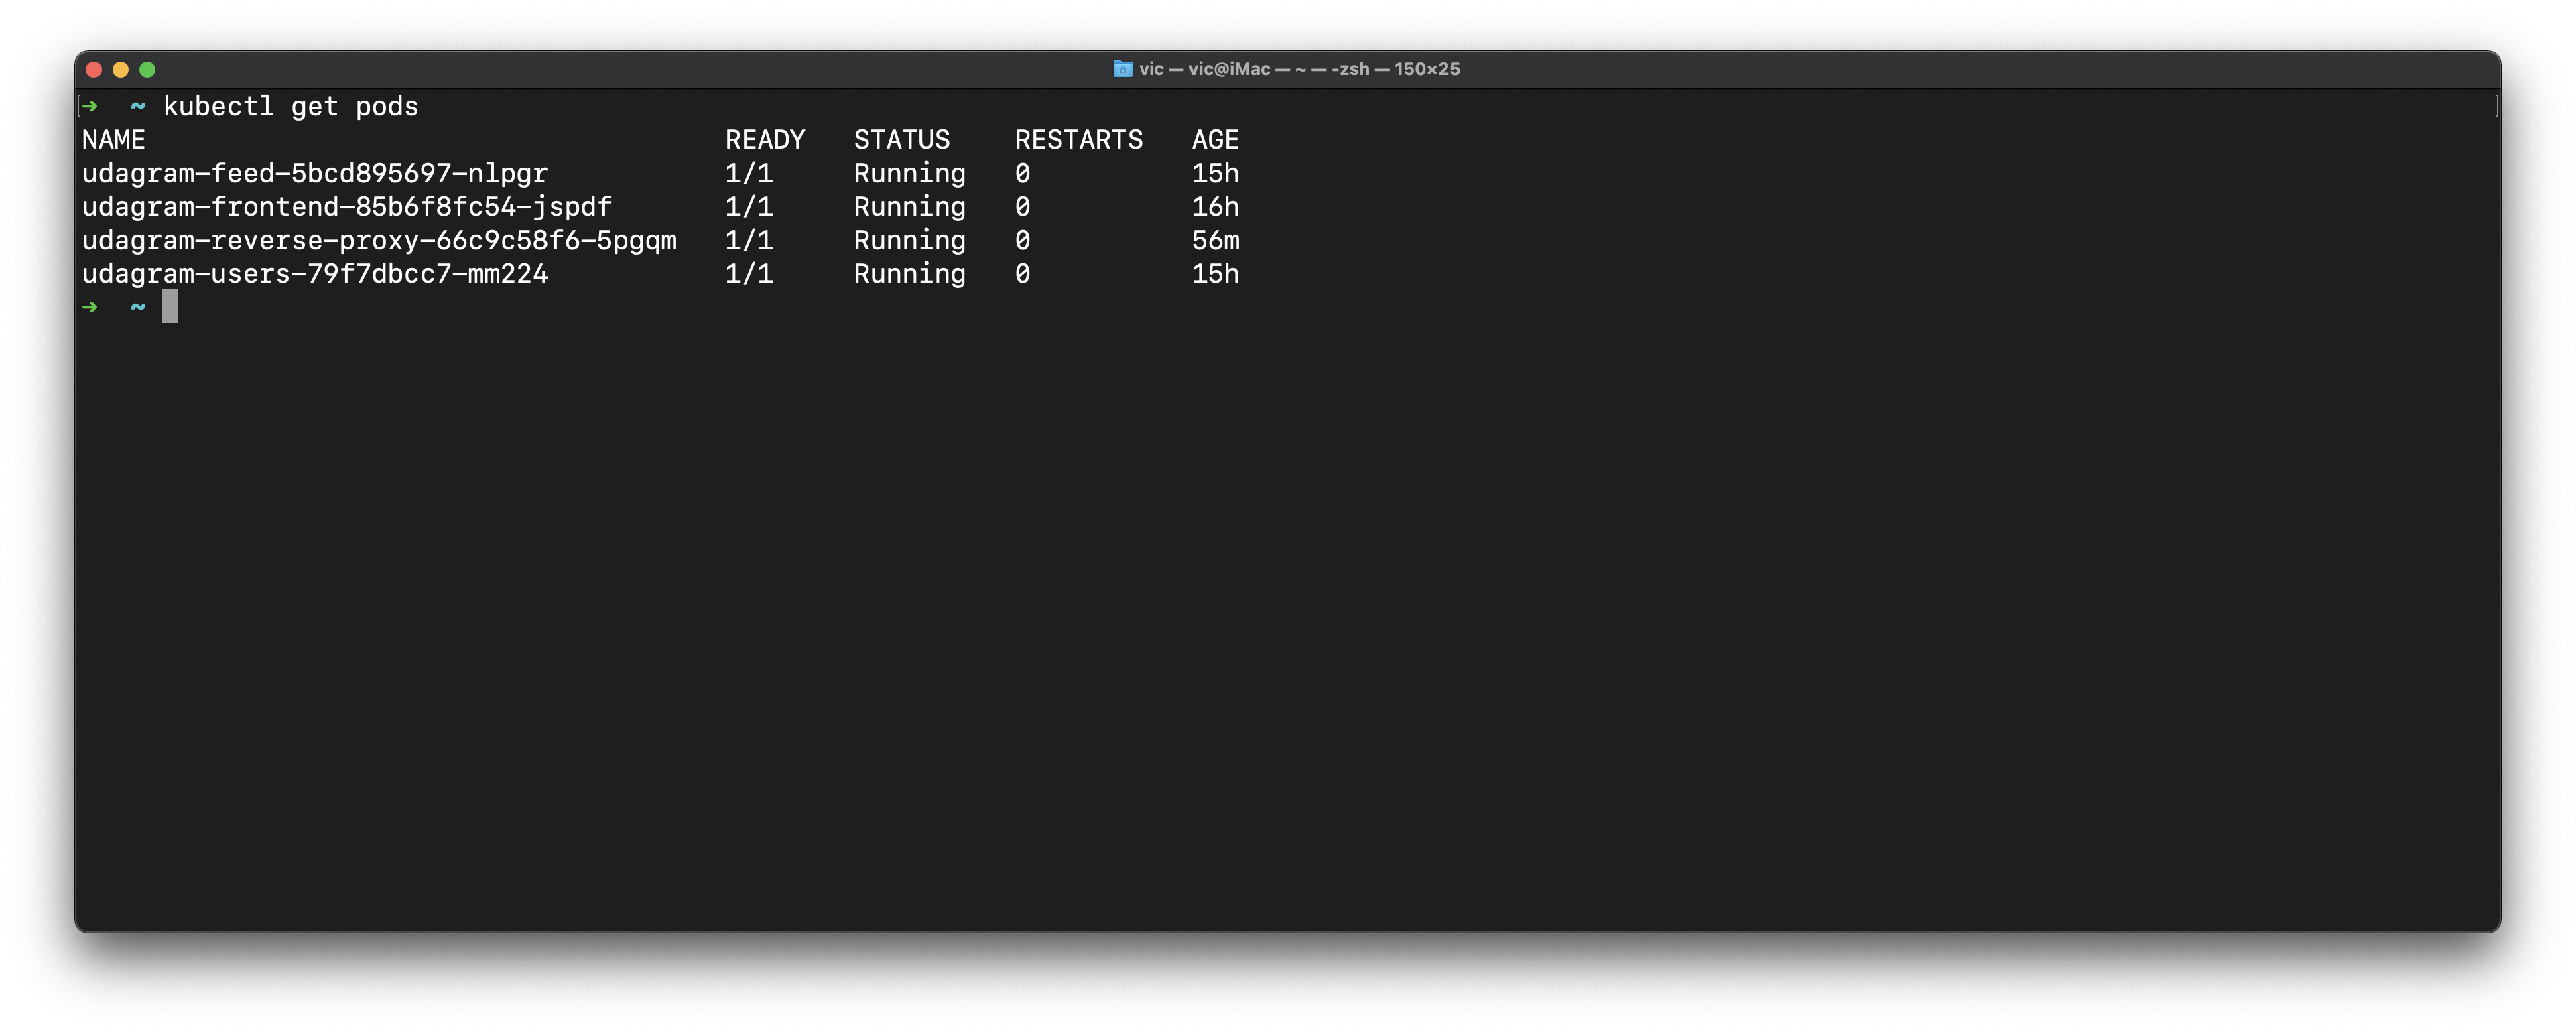 vic — vic@iMac — ~ — -zsh — 150×25
➜  ~ kubectl get pods
NAME                                    READY   STATUS    RESTARTS   AGE
udagram-feed-5bcd895697-nlpgr           1/1     Running   0          15h
udagram-frontend-85b6f8fc54-jspdf       1/1     Running   0          16h
udagram-reverse-proxy-66c9c58f6-5pgqm   1/1     Running   0          56m
udagram-users-79f7dbcc7-mm224           1/1     Running   0          15h
➜  ~